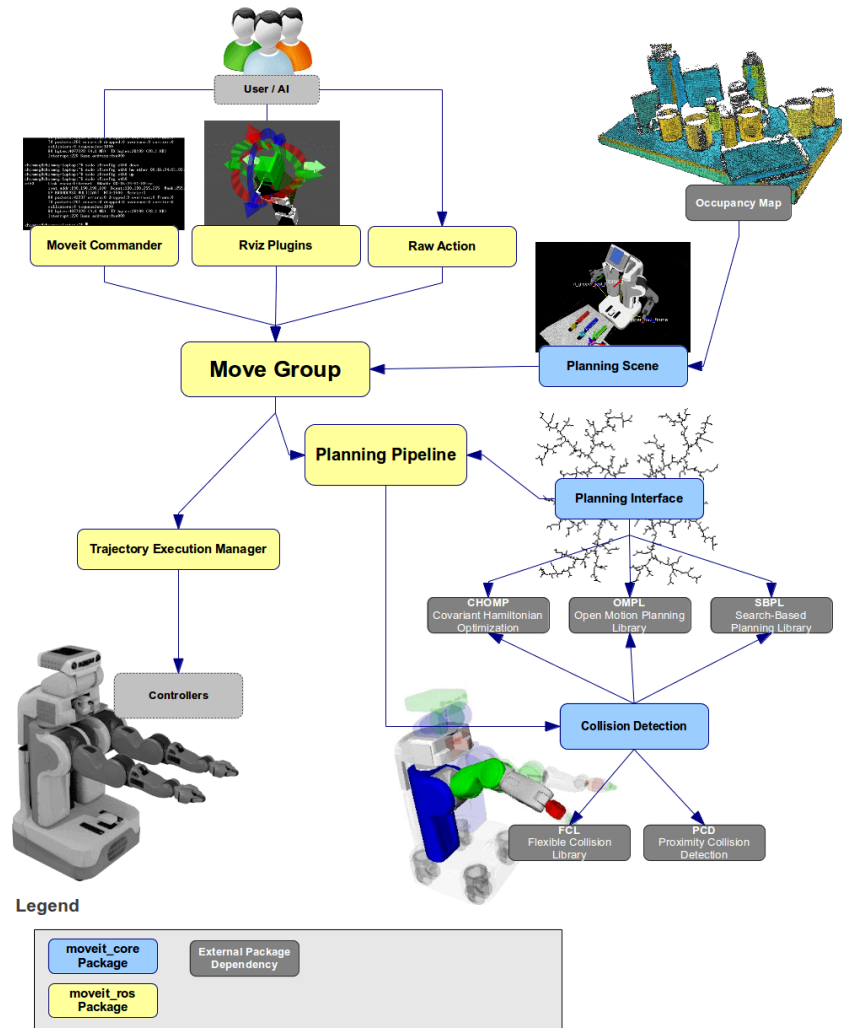 User / AI
Moveit Commander
Rviz Plugins
Raw Action
Occupancy Map
Move Group
Planning Scene
Planning Pipeline
Planning Interface
Trajectory Execution Manager
CHOMP
Covariant Hamiltonian
Optimization
OMPL
Open Motion Planning
Library
SBPL
Search-Based
Planning Library
Controllers
Collision Detection
FCL
Flexible Collision
Library
PCD
Proximity Collision
Detection
Legend
moveit_core
Package
External Package
Dependency
moveit_ros
Package